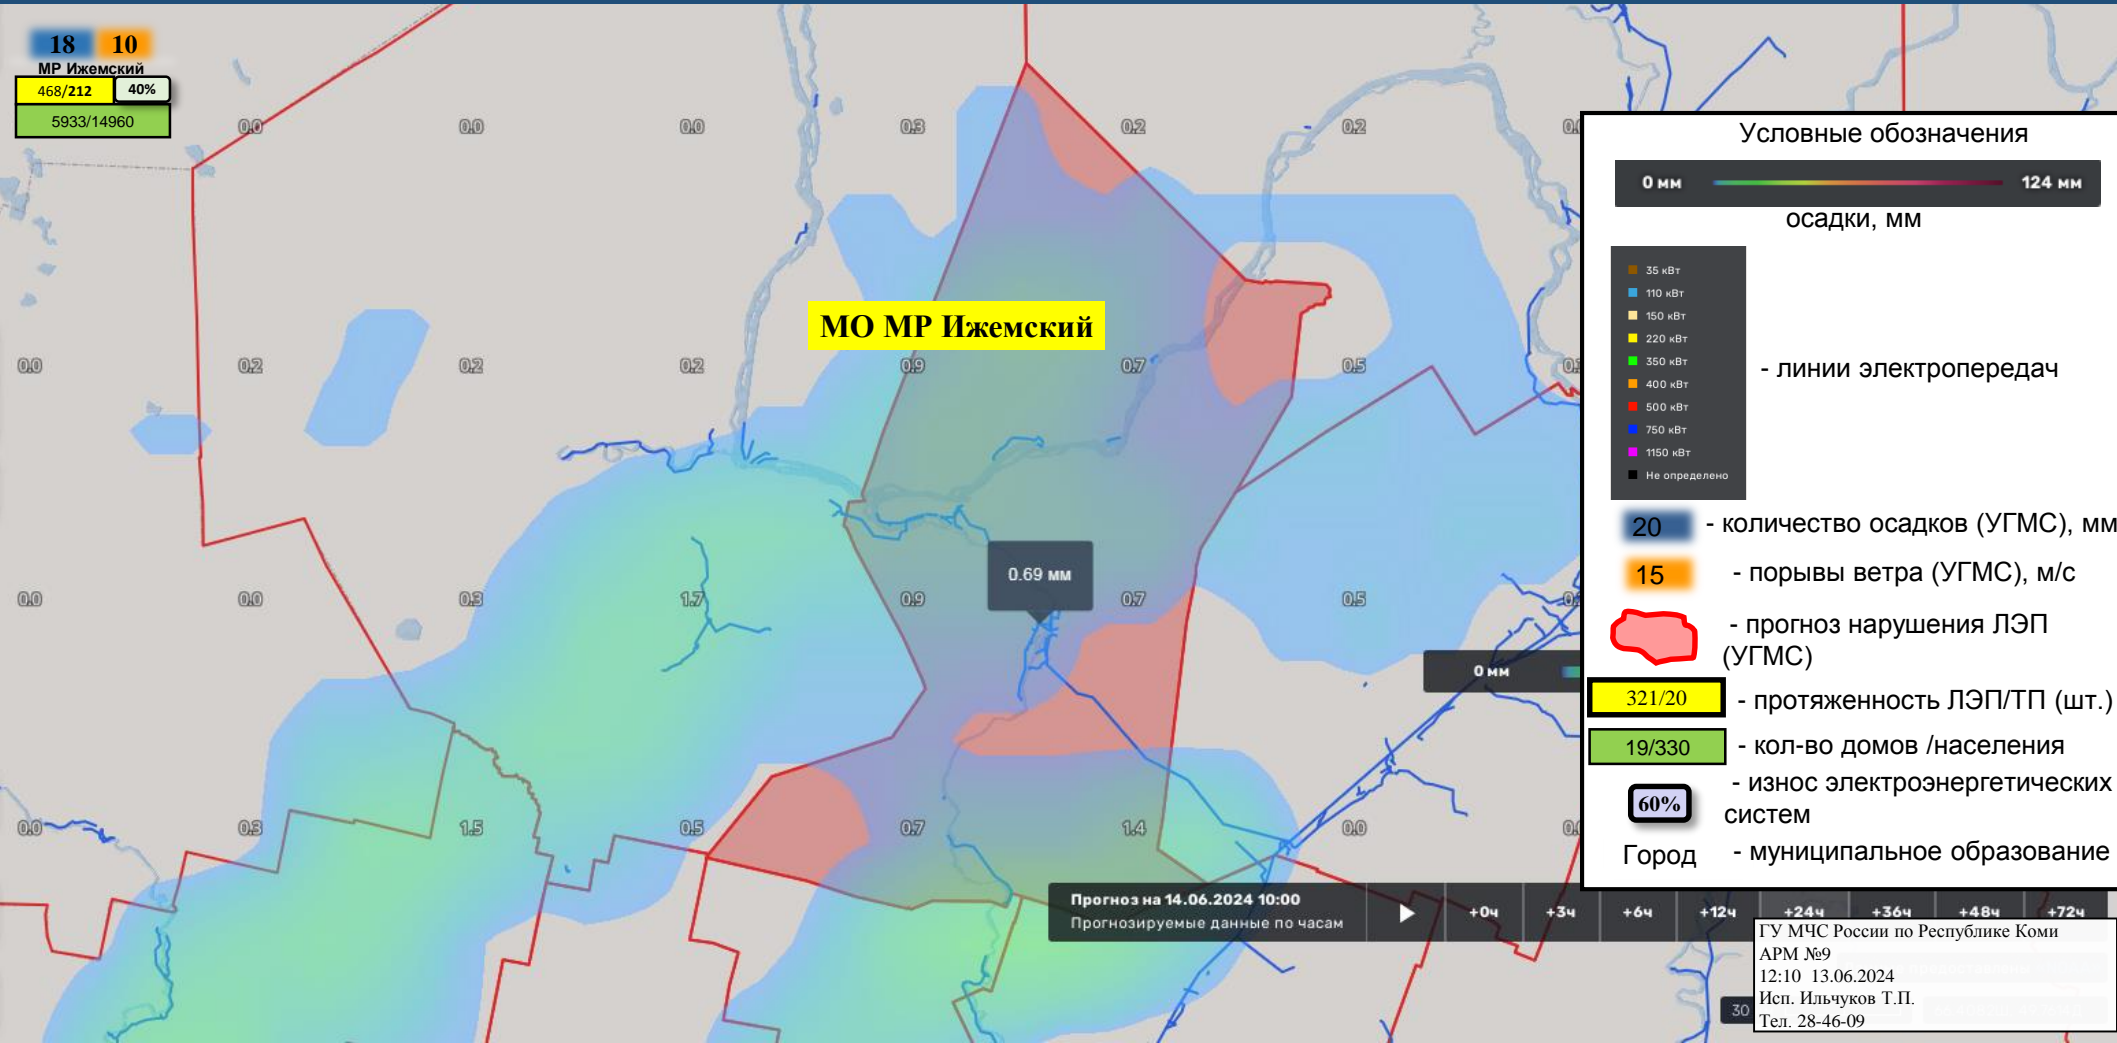 18 10
МР Ижемский
468/212 40%
5933/14960
0.0 0.0 0.0 0.3 0.2 0.2
МО МР Ижемский
0.0 0.2 0.2 0.2 0.9 0.7 0.5
0.69 мм
0.0 0.0 0.3 1.7 0.9 0.7 0.5
0 мм
0.0 0.3 1.5 0.5 0.7 1.4 0.0
Прогноз на 14.06.2024 10:00
Прогнозируемые данные по часам
+0ч +3ч +6ч +12ч +24ч +36ч +48ч +72ч
Условные обозначения
0 мм 124 мм
осадки, мм
35 кВт
110 кВт
150 кВт
220 кВт
350 кВт
400 кВт
500 кВт
750 кВт
1150 кВт
Не определено
- линии электропередач
20 - количество осадков (УГМС), мм
15 - порывы ветра (УГМС), м/с
- прогноз нарушения ЛЭП
(УГМС)
321/20 - протяженность ЛЭП/ТП (шт.)
19/330 - кол-во домов /населения
60% - износ электроэнергетических
систем
Город - муниципальное образование
ГУ МЧС России по Республике Коми
АРМ №9
12:10 13.06.2024
Исп. Ильчуков Т.П.
Тел. 28-46-09
30